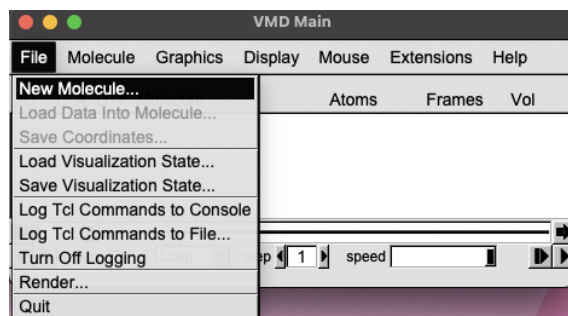 VMD Main
File Molecule Graphics Display Mouse Extensions Help
New Molecule...
Atoms Frames Vol
Load Data Into Molecule...
Save Coordinates...
Load Visualization State...
Save Visualization State...
Log Tcl Commands to Console
Log Tcl Commands to File...
Turn Off Logging
step 1 speed
Render...
Quit